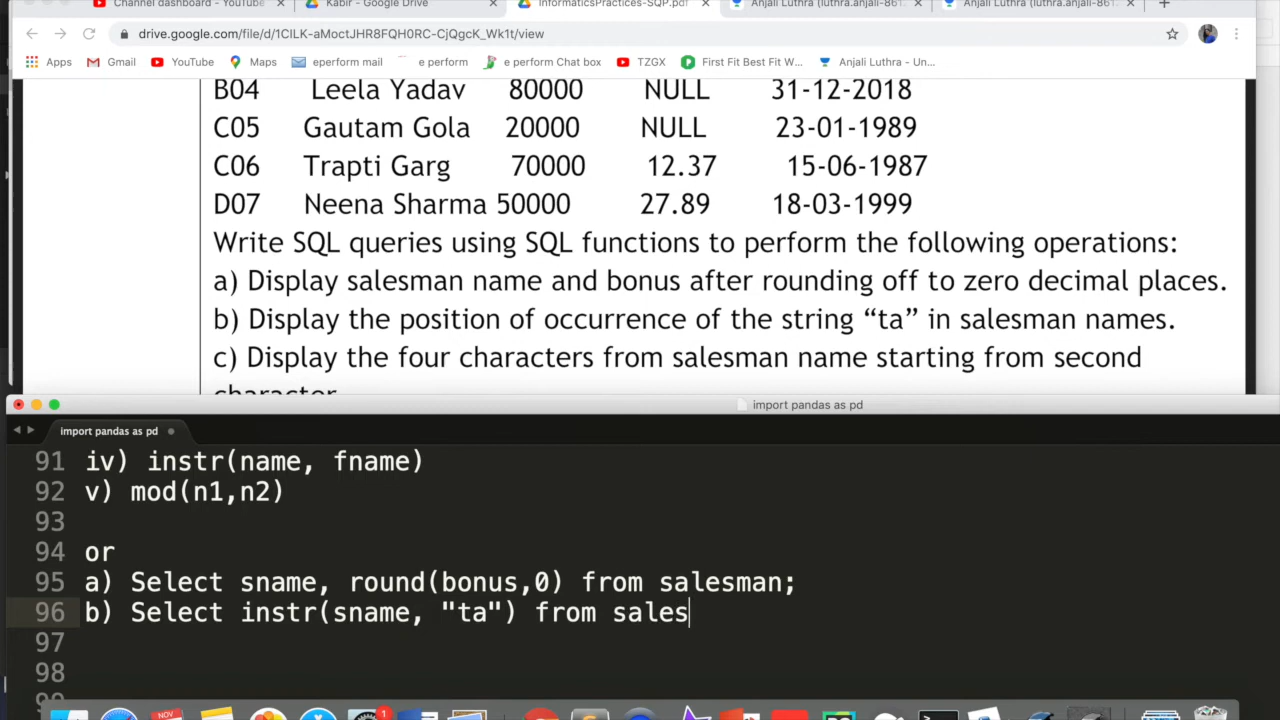 Channel dashboard - YouTube × Kabir - Google Drive × InformaticsPractices-SQP.pdf × Anjali Luthra (luthra.anjali-861 × Anjali Luthra (luthra.anjali-861 × +
drive.google.com/file/d/1CILK-aMoctJHR8FQH0RC-CjQgcK_Wk1t/view
Apps Gmail YouTube Maps eperform mail e perform e perform Chat box TZGX First Fit Best Fit W... Anjali Luthra - Un...
B04 Leela Yadav 80000 NULL 31-12-2018
C05 Gautam Gola 20000 NULL 23-01-1989
C06 Trapti Garg 70000 12.37 15-06-1987
D07 Neena Sharma 50000 27.89 18-03-1999
Write SQL queries using SQL functions to perform the following operations:
a) Display salesman name and bonus after rounding off to zero decimal places.
b) Display the position of occurrence of the string “ta” in salesman names.
c) Display the four characters from salesman name starting from second
character
import pandas as pd
import pandas as pd
91 iv) instr(name, fname)
92 v) mod(n1,n2)
93
94 or
95 a) Select sname, round(bonus,0) from salesman;
96 b) Select instr(sname, "ta") from sales
97
98
99
NOV 1